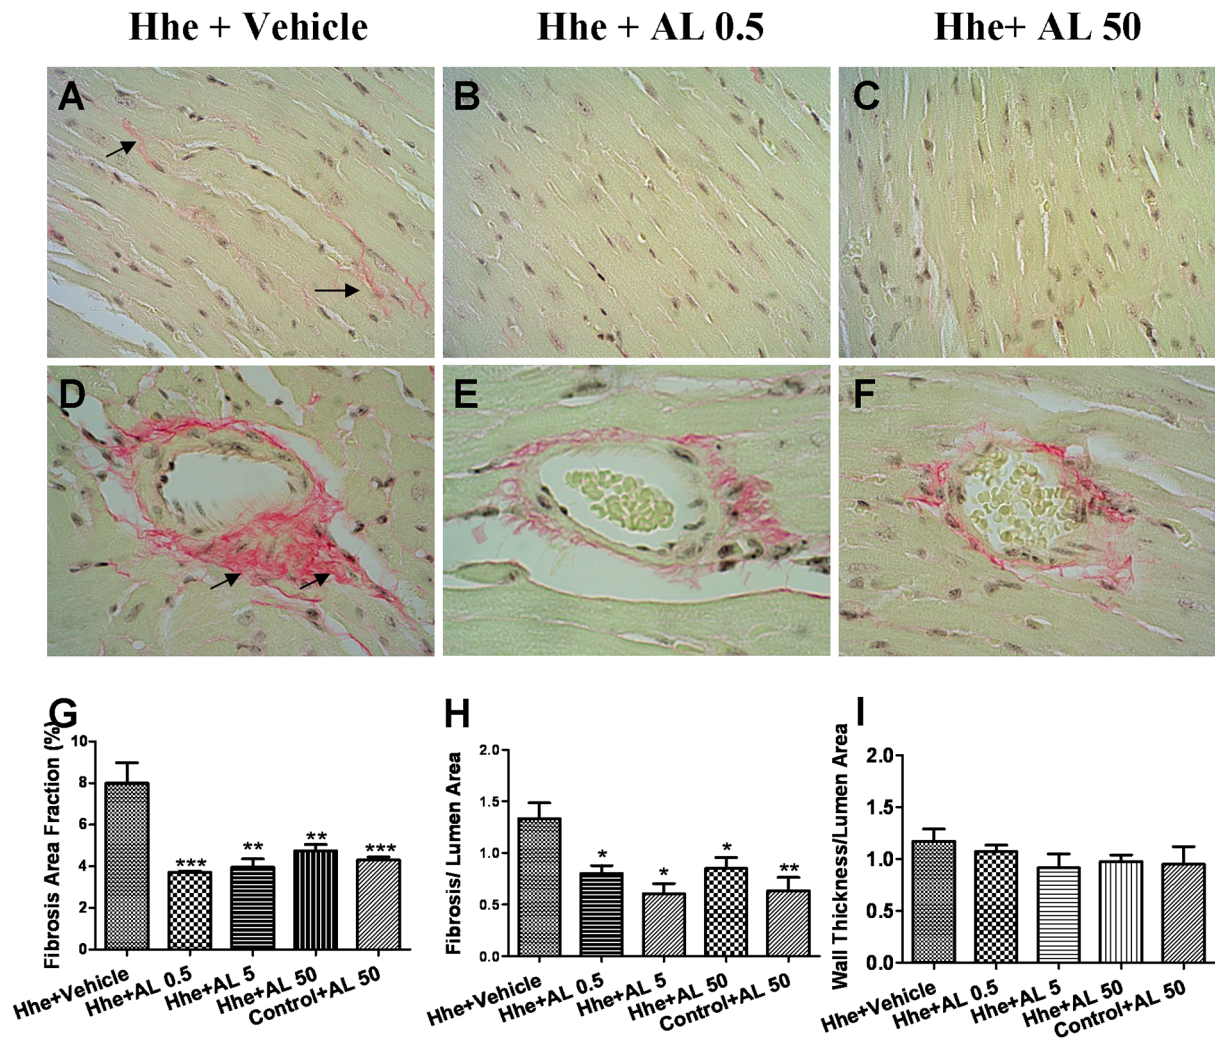 Hhe + Vehicle Hhe + AL 0.5 Hhe+ AL 50
A B C
D E F
G H I
Fibrosis Area Fraction (%)
10
8
6
4
2
0
***
**
**
***
Hhe+Vehicle
Hhe+AL 0.5
Hhe+AL 5
Hhe+AL 50
Control+AL 50
Fibrosis/ Lumen Area
2.0
1.5
1.0
0.5
0.0
*
*
*
**
Hhe+Vehicle
Hhe+AL 0.5
Hhe+AL 5
Hhe+AL 50
Control+AL 50
Wall Thickness/Lumen Area
2.0
1.5
1.0
0.5
0.0
Hhe+Vehicle
Hhe+AL 0.5
Hhe+AL 5
Hhe+AL 50
Control+AL 50